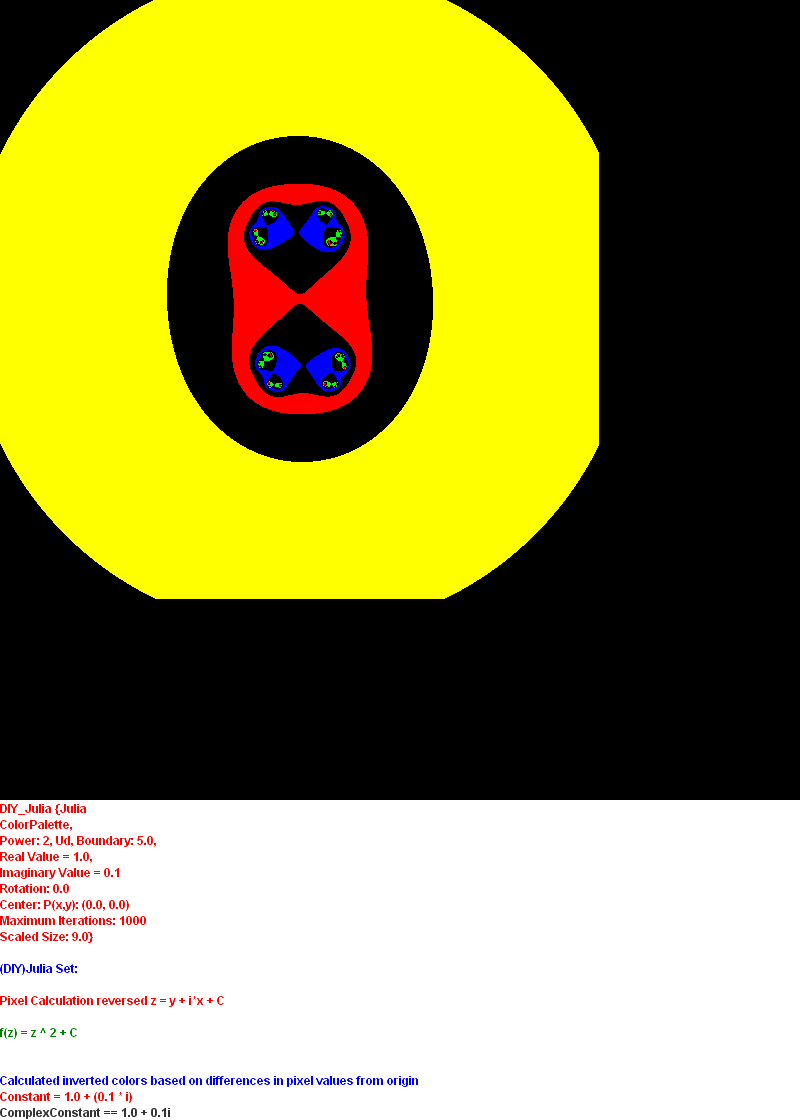 DIY_Julia {Julia
ColorPalette,
Power: 2, Ud, Boundary: 5.0,
Real Value = 1.0,
Imaginary Value = 0.1
Rotation: 0.0
Center: P(x,y): (0.0, 0.0)
Maximum Iterations: 1000
Scaled Size: 9.0}
(DIY)Julia Set:
Pixel Calculation reversed z = y + i*x + C
f(z) = z ^ 2 + C
Calculated inverted colors based on differences in pixel values from origin
Constant = 1.0 + (0.1 * i)
ComplexConstant == 1.0 + 0.1i